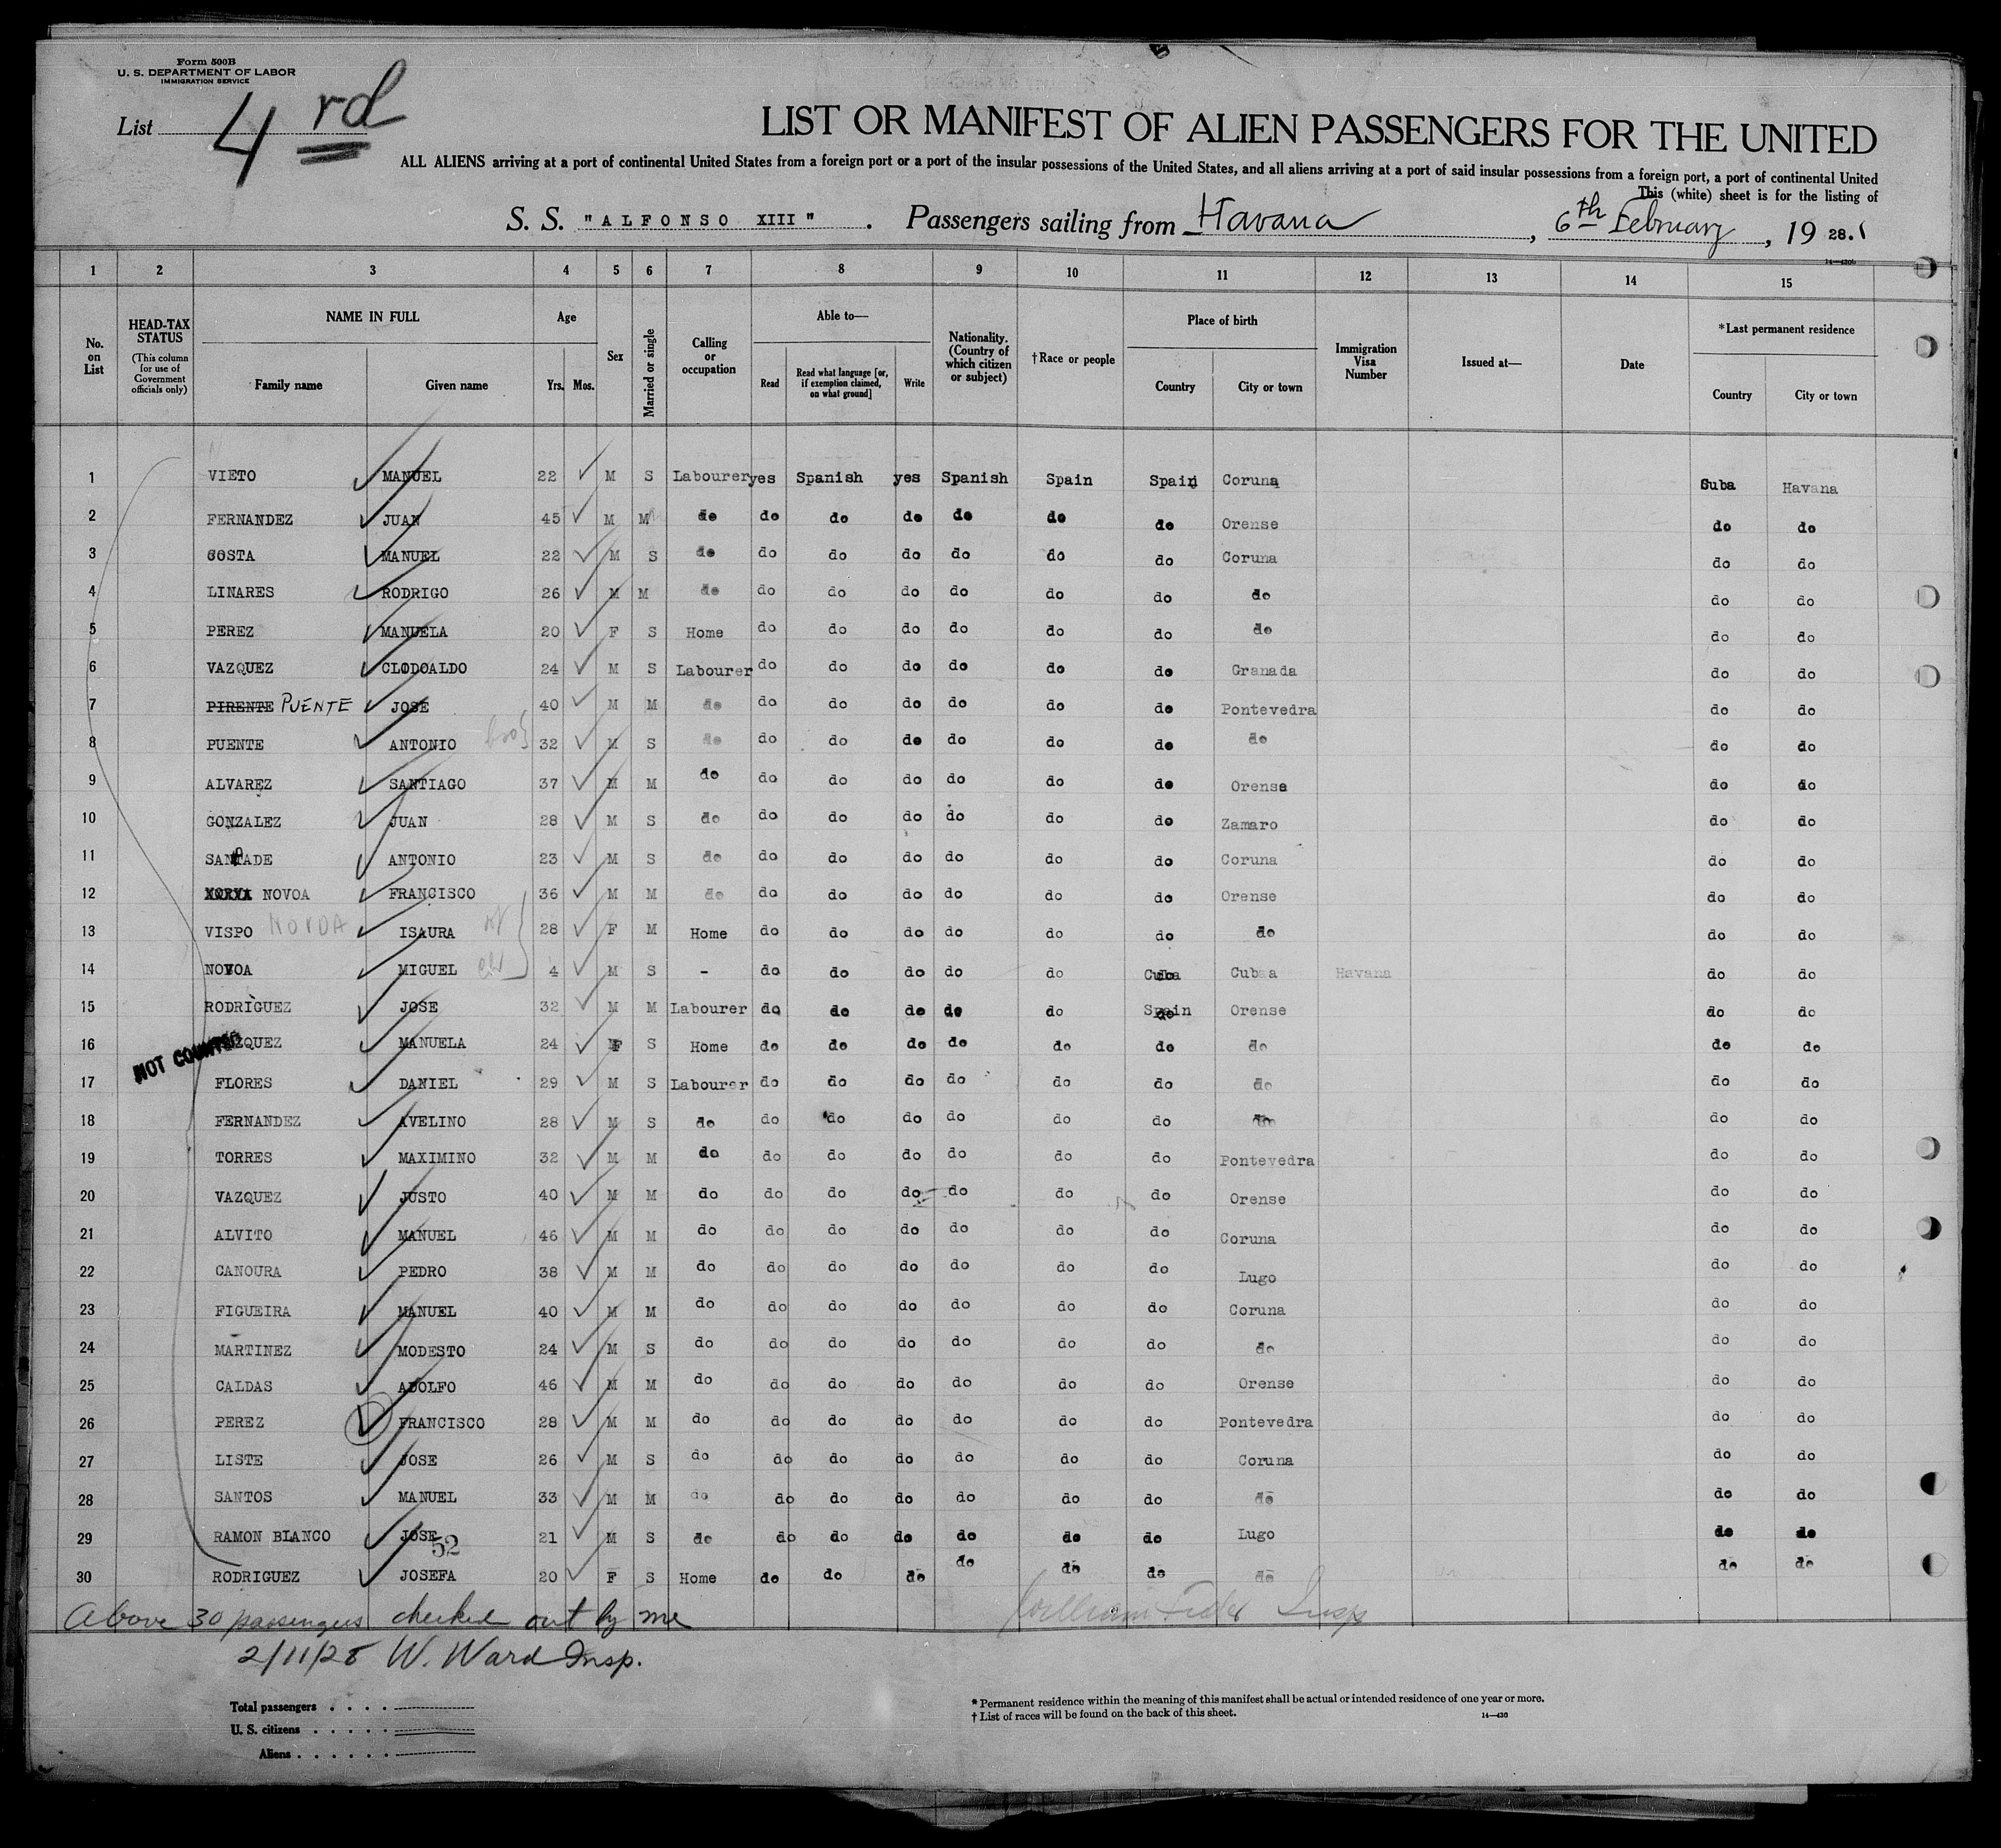 Form 500B
U. S. DEPARTMENT OF LABOR
IMMIGRATION SERVICE
List 4 rd
LIST OR MANIFEST OF ALIEN PASSENGERS FOR THE UNITED
ALL ALIENS arriving at a port of continental United States from a foreign port or a port of the insular possessions of the United States, and all aliens arriving at a port of said insular possessions from a foreign port, a port of continental United
This (white) sheet is for the listing of
S. S. "ALFONSO XIII". Passengers sailing from Havana, 6th February, 1928.
1 2 3 4 5 6 7 8 9 10 11 12 13 14 15
No. on List
HEAD-TAX STATUS (This column for use of Government officials only)
NAME IN FULL Family name Given name
Age Yrs. Mos.
Sex
Married or single
Calling or occupation
Able to— Read Read what language [or, if exemption claimed, on what ground] Write
Nationality. (Country of which citizen or subject)
†Race or people
Place of birth Country City or town
Immigration Visa Number
Issued at—
Date
*Last permanent residence Country City or town
1 VIETO MANUEL 22 M S Labourer yes Spanish yes Spanish Spain Spain Coruna Cuba Havana
2 FERNANDEZ JUAN 45 M M do do do do do do do Orense do do
3 COSTA MANUEL 22 M S do do do do do do do Coruna do do
4 LINARES RODRIGO 26 M M do do do do do do do do do do
5 PEREZ MANUELA 20 F S Home do do do do do do do do do
6 VAZQUEZ CLODOALDO 24 M S Labourer do do do do do do Granada do do
7 PIRENTE PUENTE JOSE 40 M M do do do do do do do Pontevedra do do
8 PUENTE ANTONIO bro 32 M S do do do do do do do do do do
9 ALVAREZ SANTIAGO 37 M M do do do do do do do Orense do do
10 GONZALEZ JUAN 28 M S do do do do do do do Zamaro do do
11 ANTONIO 23 M S do do do do do do do Coruna do do
12 NOVOA FRANCISCO 36 M M do do do do do do do Orense do do
13 VISPO NOVOA ISAURA 28 F M Home do do do do do do do do do
14 NOVOA MIGUEL 4 M S - do do do do do Cuba Cuba Havana do do
15 RODRIGUEZ JOSE 32 M M Labourer do do do do do Spain Orense do do
NOT COUNTED
16 VAZQUEZ MANUELA 24 F S Home do do do do do do do do do
17 FLORES DANIEL 29 M S Labourer do do do do do do do do do
18 FERNANDEZ AVELINO 28 M S do do do do do do do do do do
19 TORRES MAXIMINO 32 M M do do do do do do do Pontevedra do do
20 VAZQUEZ JUSTO 40 M M do do do do do do do Orense do do
21 ALVITO MANUEL 46 M M do do do do do do do Coruna do do
22 CANOURA PEDRO 38 M M do do do do do do do Lugo do do
23 FIGUEIRA MANUEL 40 M M do do do do do do do Coruna do do
24 MARTINEZ MODESTO 24 M S do do do do do do do do do do
25 CALDAS ADOLFO 46 M M do do do do do do do Orense do do
26 PEREZ FRANCISCO 28 M M do do do do do do do Pontevedra do do
27 LISTE JOSE 26 M S do do do do do do do Coruna do do
28 SANTOS MANUEL 33 M M do do do do do do do do do do
29 RAMON BLANCO JOSE 21 M S do do do do do do do Lugo do do
52
30 RODRIGUEZ JOSEFA 20 F S Home do do do do do do do do do
Above 30 passengers checked out by me William Insp
2/11/28 W. Ward Insp.
Total passengers
U. S. citizens
Aliens
* Permanent residence within the meaning of this manifest shall be actual or intended residence of one year or more.
† List of races will be found on the back of this sheet.
14—430